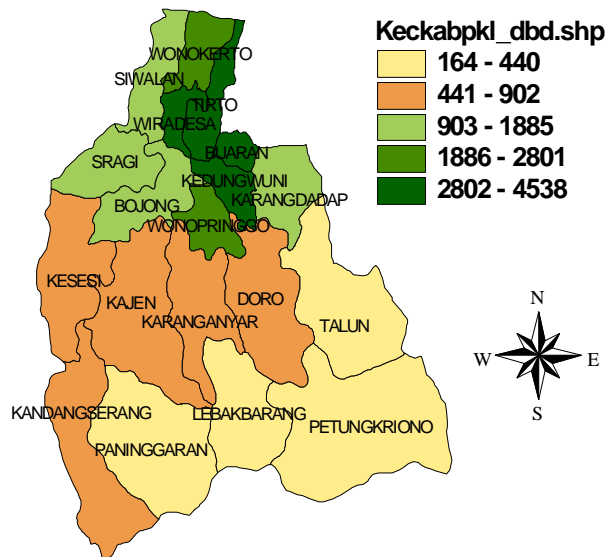 Keckabpkl_dbd.shp
164 - 440
441 - 902
903 - 1885
1886 - 2801
2802 - 4538
WONOKERTO
SIWALAN
TIRTO
WIRADESA
BUARAN
SRAGI
KEDUNGWUNI
KARANGDADAP
BOJONG
WONOPRINGGO
KESESI
KAJEN
DORO
KARANGANYAR
TALUN
KANDANGSERANG
LEBAKBARANG
PETUNGKRIONO
PANINGGARAN
N
W
E
S